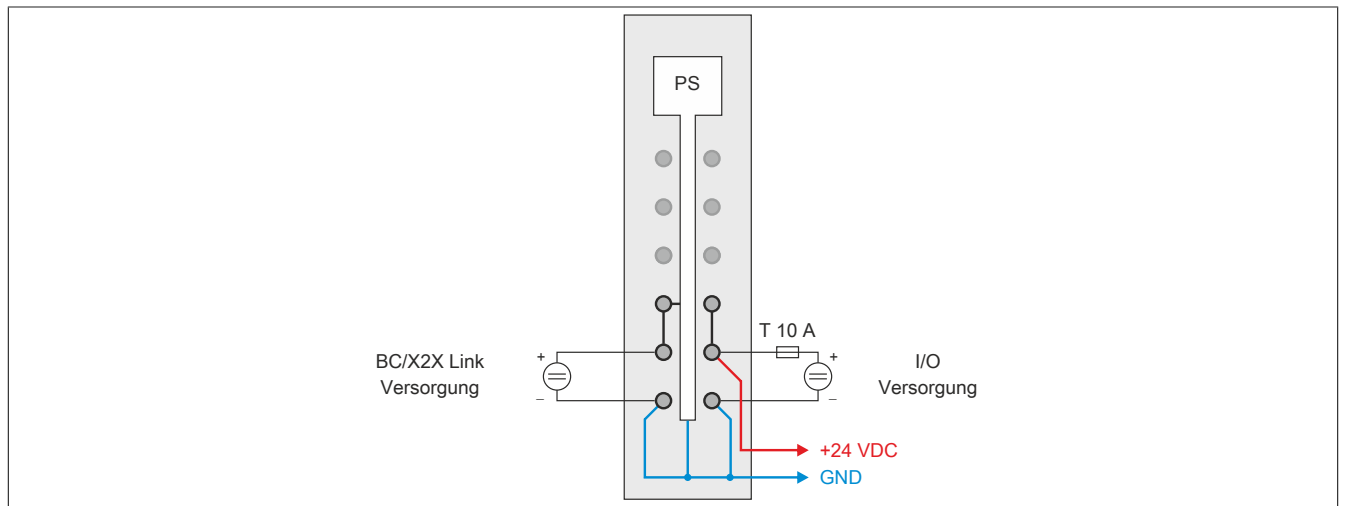 PS
T 10 A
BC/X2X Link
Versorgung
+
–
+
–
I/O
Versorgung
+24 VDC
GND